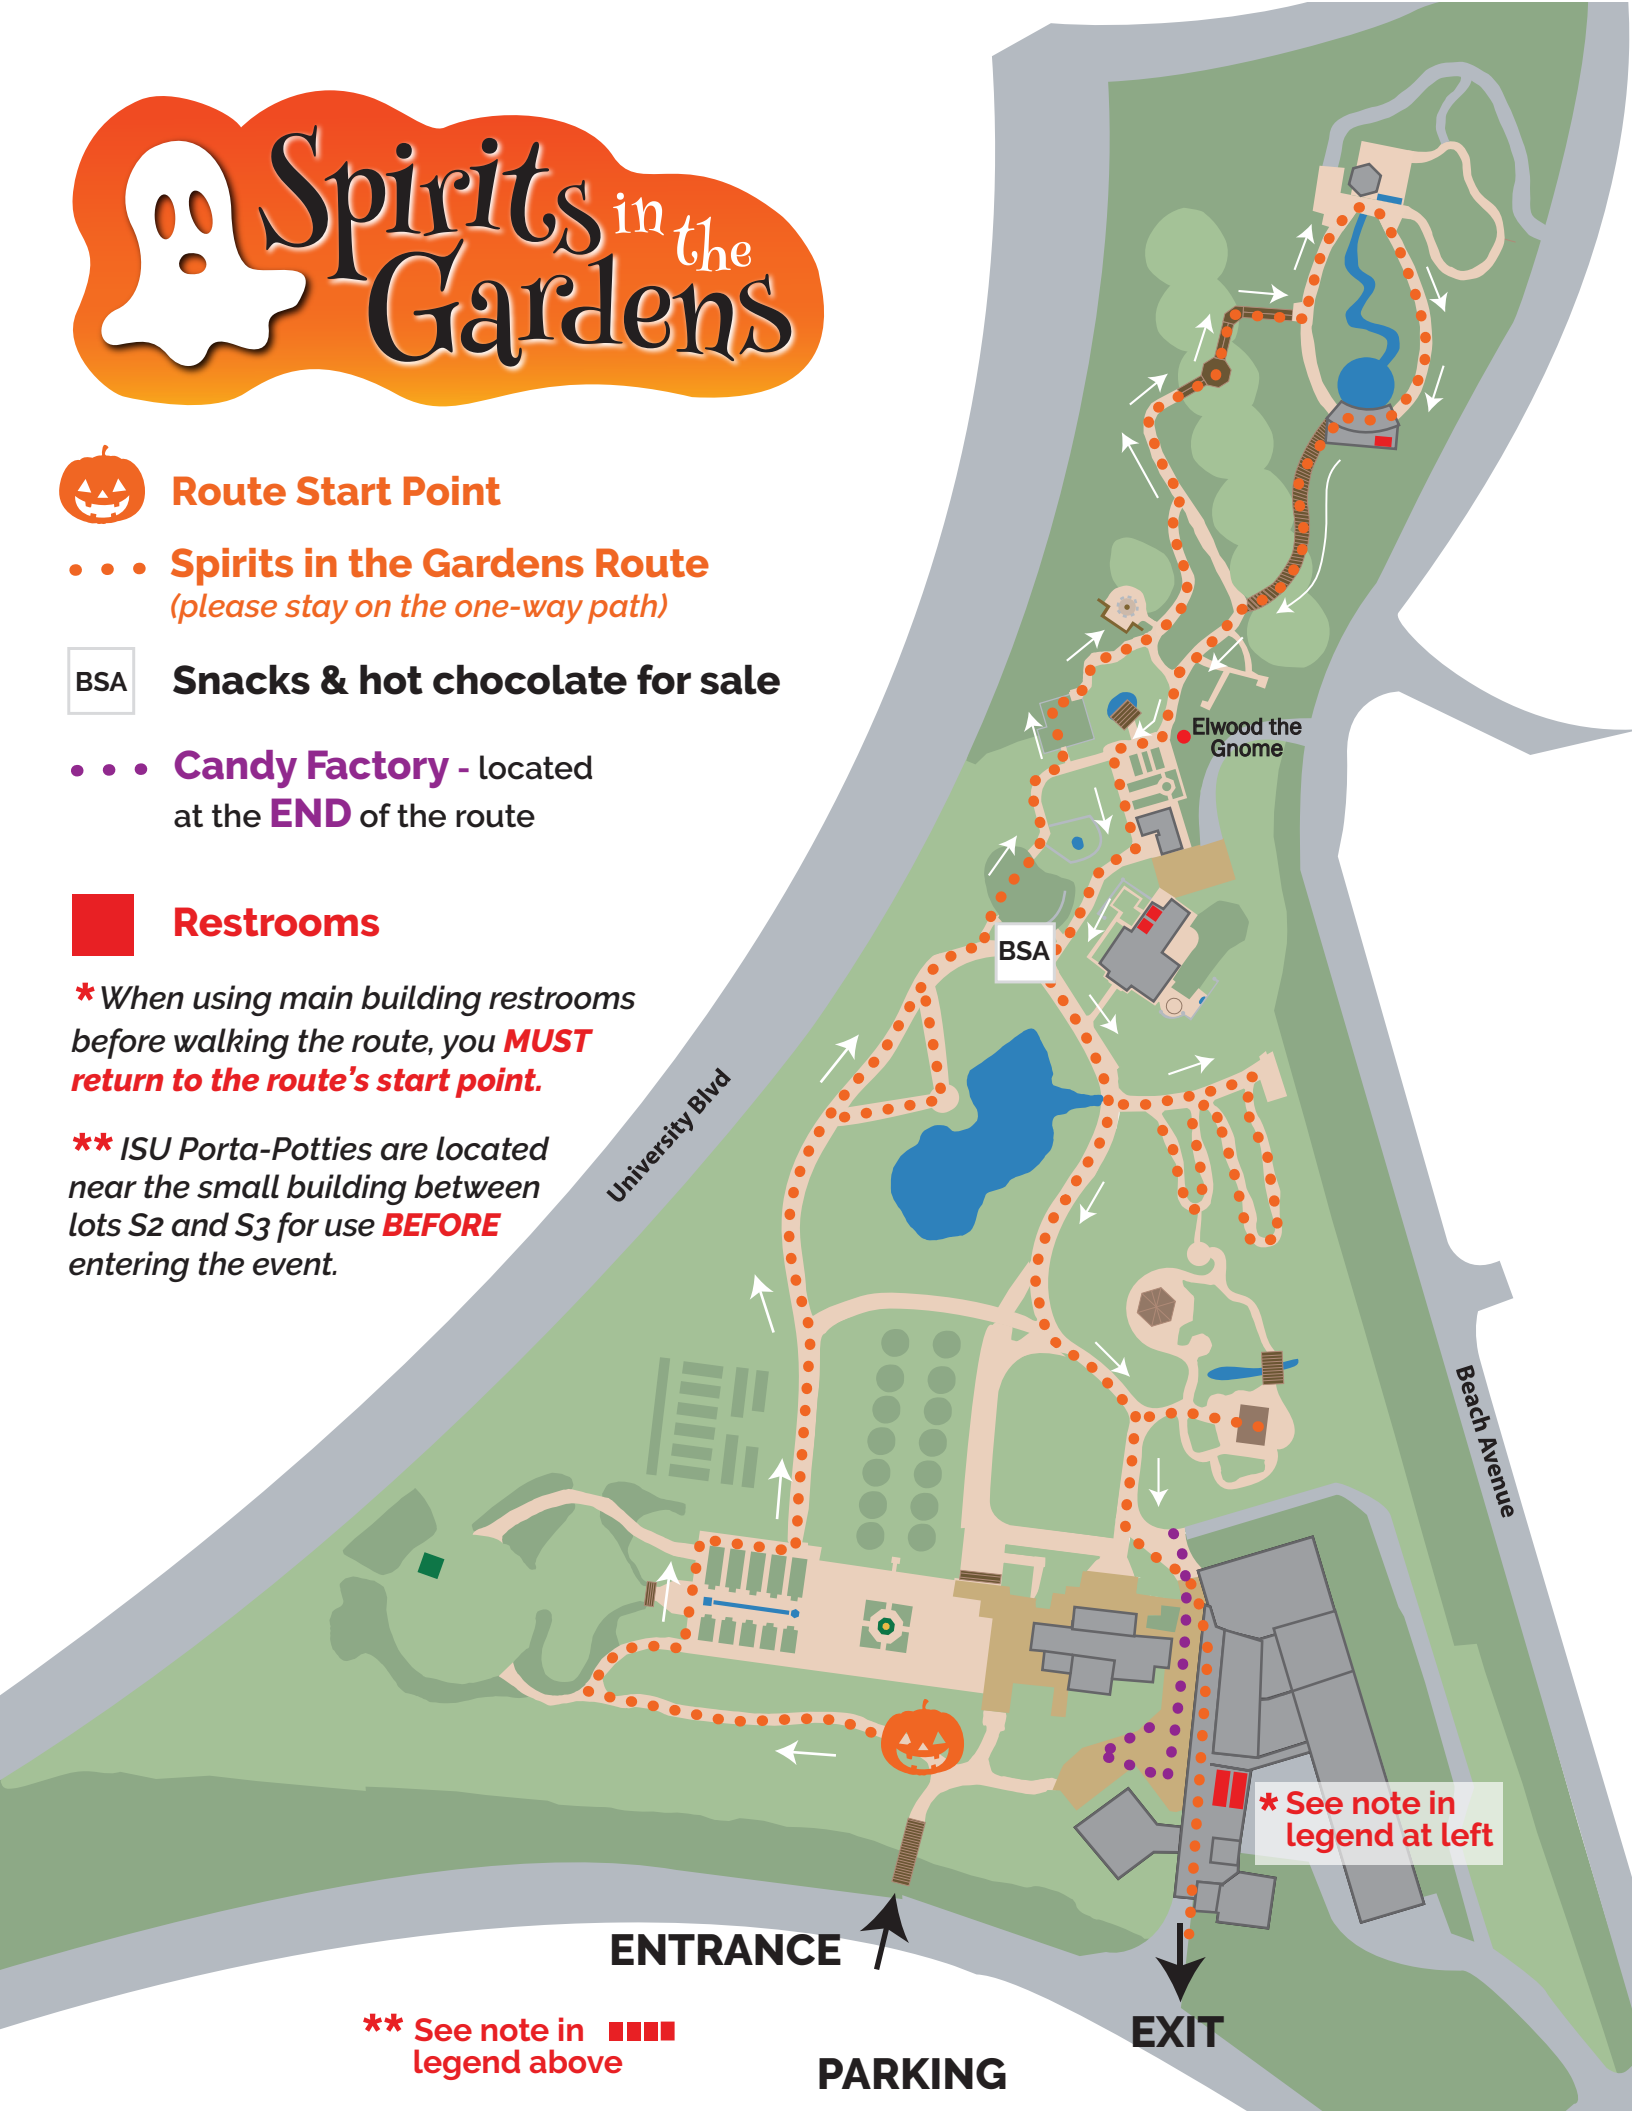 Spirits in the
Gardens
Route Start Point
Spirits in the Gardens Route
(please stay on the one-way path)
BSA Snacks & hot chocolate for sale
Candy Factory - located
at the END of the route
Restrooms
* When using main building restrooms
before walking the route, you MUST
return to the route's start point.
** ISU Porta-Potties are located
near the small building between
lots S2 and S3 for use BEFORE
entering the event.
Elwood the
Gnome
BSA
University Blvd
Beach Avenue
* See note in
legend at left
ENTRANCE
** See note in
legend above
EXIT
PARKING